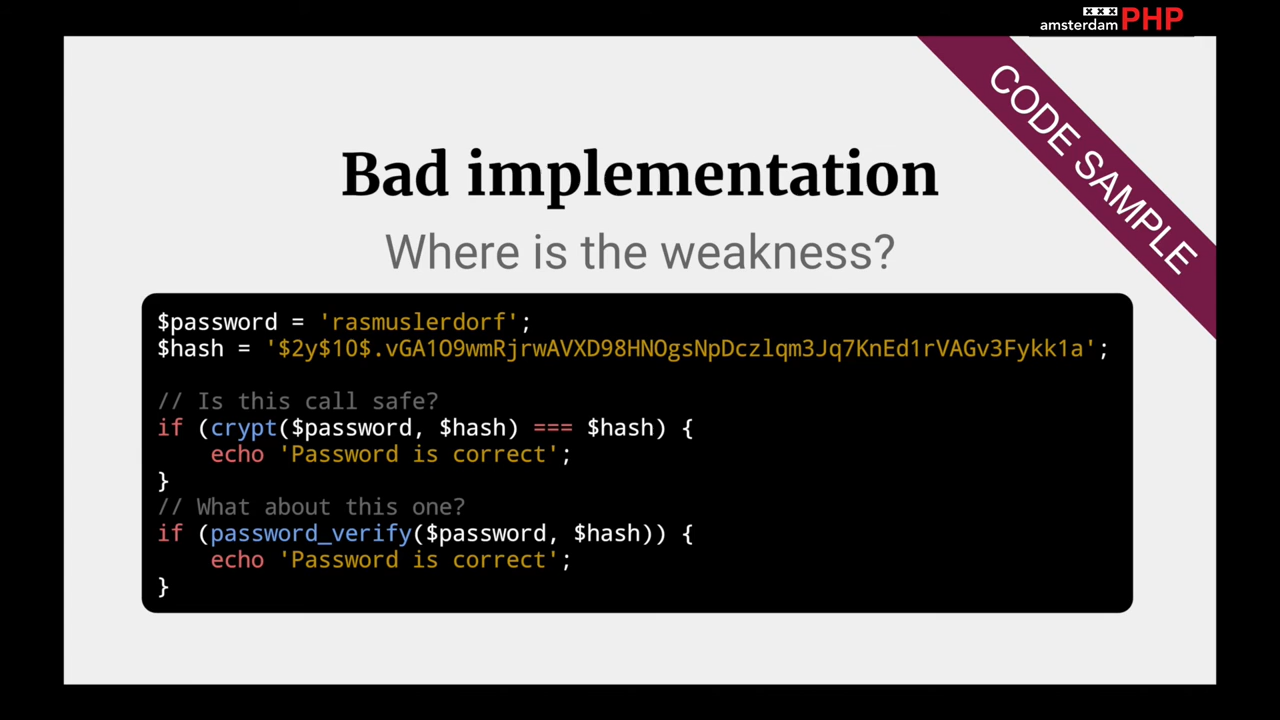 xxx
amsterdamPHP
CODE SAMPLE
Bad implementation
Where is the weakness?
$password = 'rasmuslerdorf';
$hash = '$2y$10$.vGA1O9wmRjrwAVXD98HNOgsNpDczlqm3Jq7KnEd1rVAGv3Fykk1a';
// Is this call safe?
if (crypt($password, $hash) === $hash) {
    echo 'Password is correct';
}
// What about this one?
if (password_verify($password, $hash)) {
    echo 'Password is correct';
}